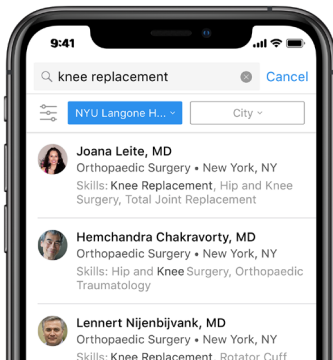 9:41
knee replacement
Cancel
NYU Langone H...
City
Joana Leite, MD
Orthopaedic Surgery • New York, NY
Skills: Knee Replacement, Hip and Knee
Surgery, Total Joint Replacement
Hemchandra Chakravorty, MD
Orthopaedic Surgery • New York, NY
Skills: Hip and Knee Surgery, Orthopaedic
Traumatology
Lennert Nijenbijvank, MD
Orthopaedic Surgery • New York, NY
Skills: Knee Replacement, Rotator Cuff